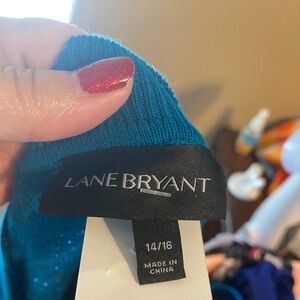 LANE BRYANT
14/16
MADE IN
CHINA